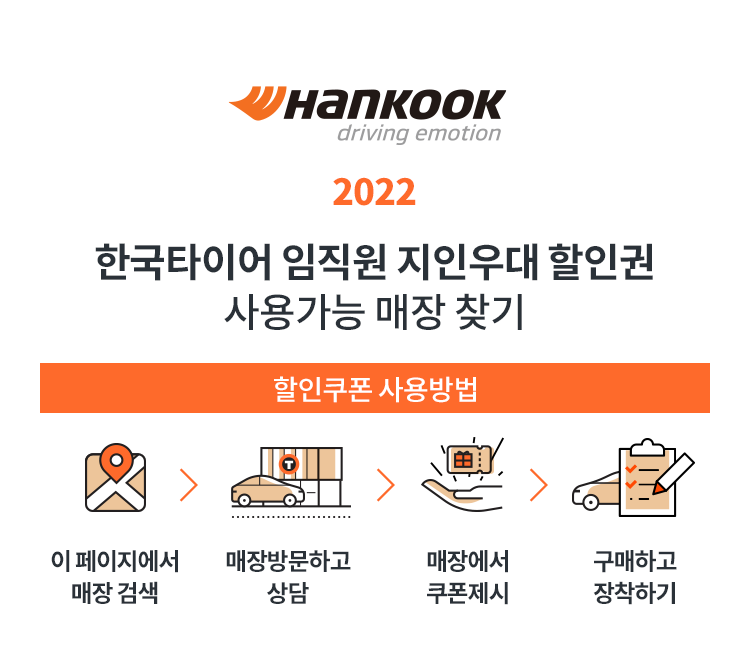 HANKOOK
driving emotion
2022
한국타이어 임직원 지인우대 할인권
사용가능 매장 찾기
할인쿠폰 사용방법
T
이 페이지에서
매장 검색
매장방문하고
상담
매장에서
쿠폰제시
구매하고
장착하기